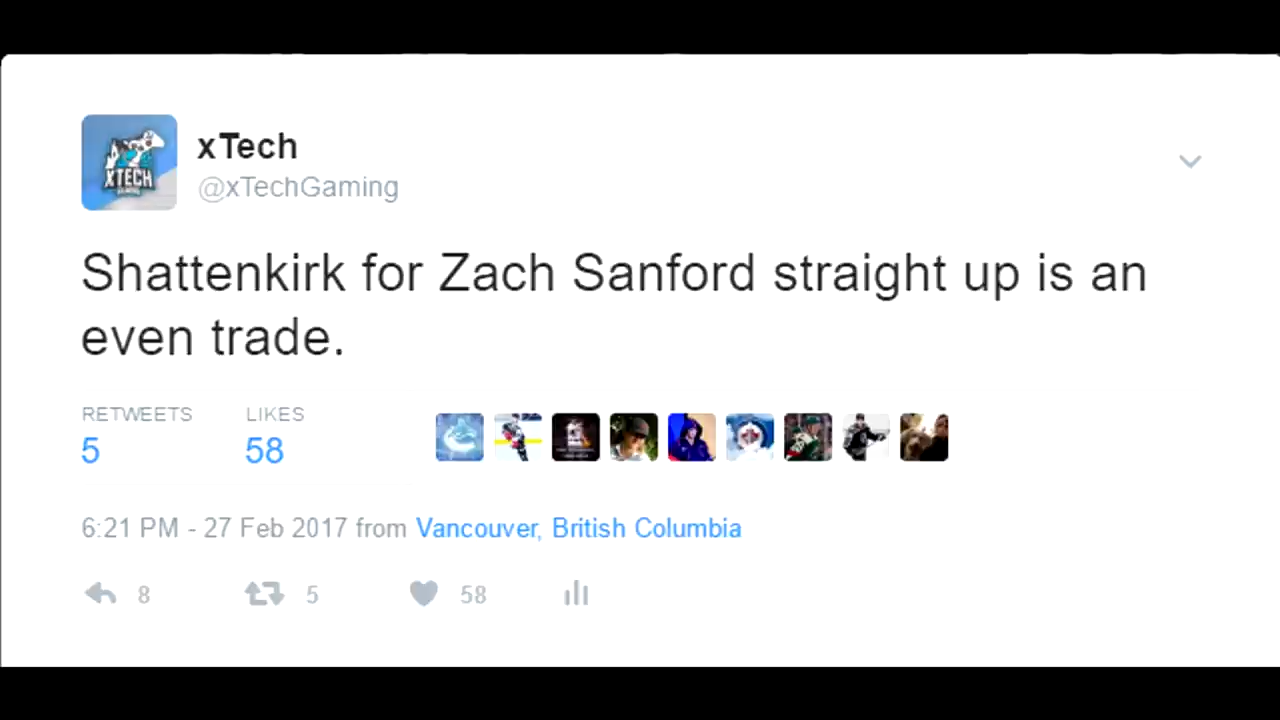 XTECH
xTech
@xTechGaming
Shattenkirk for Zach Sanford straight up is an
even trade.
RETWEETS LIKES
5 58
6:21 PM - 27 Feb 2017 from Vancouver, British Columbia
8 5 58